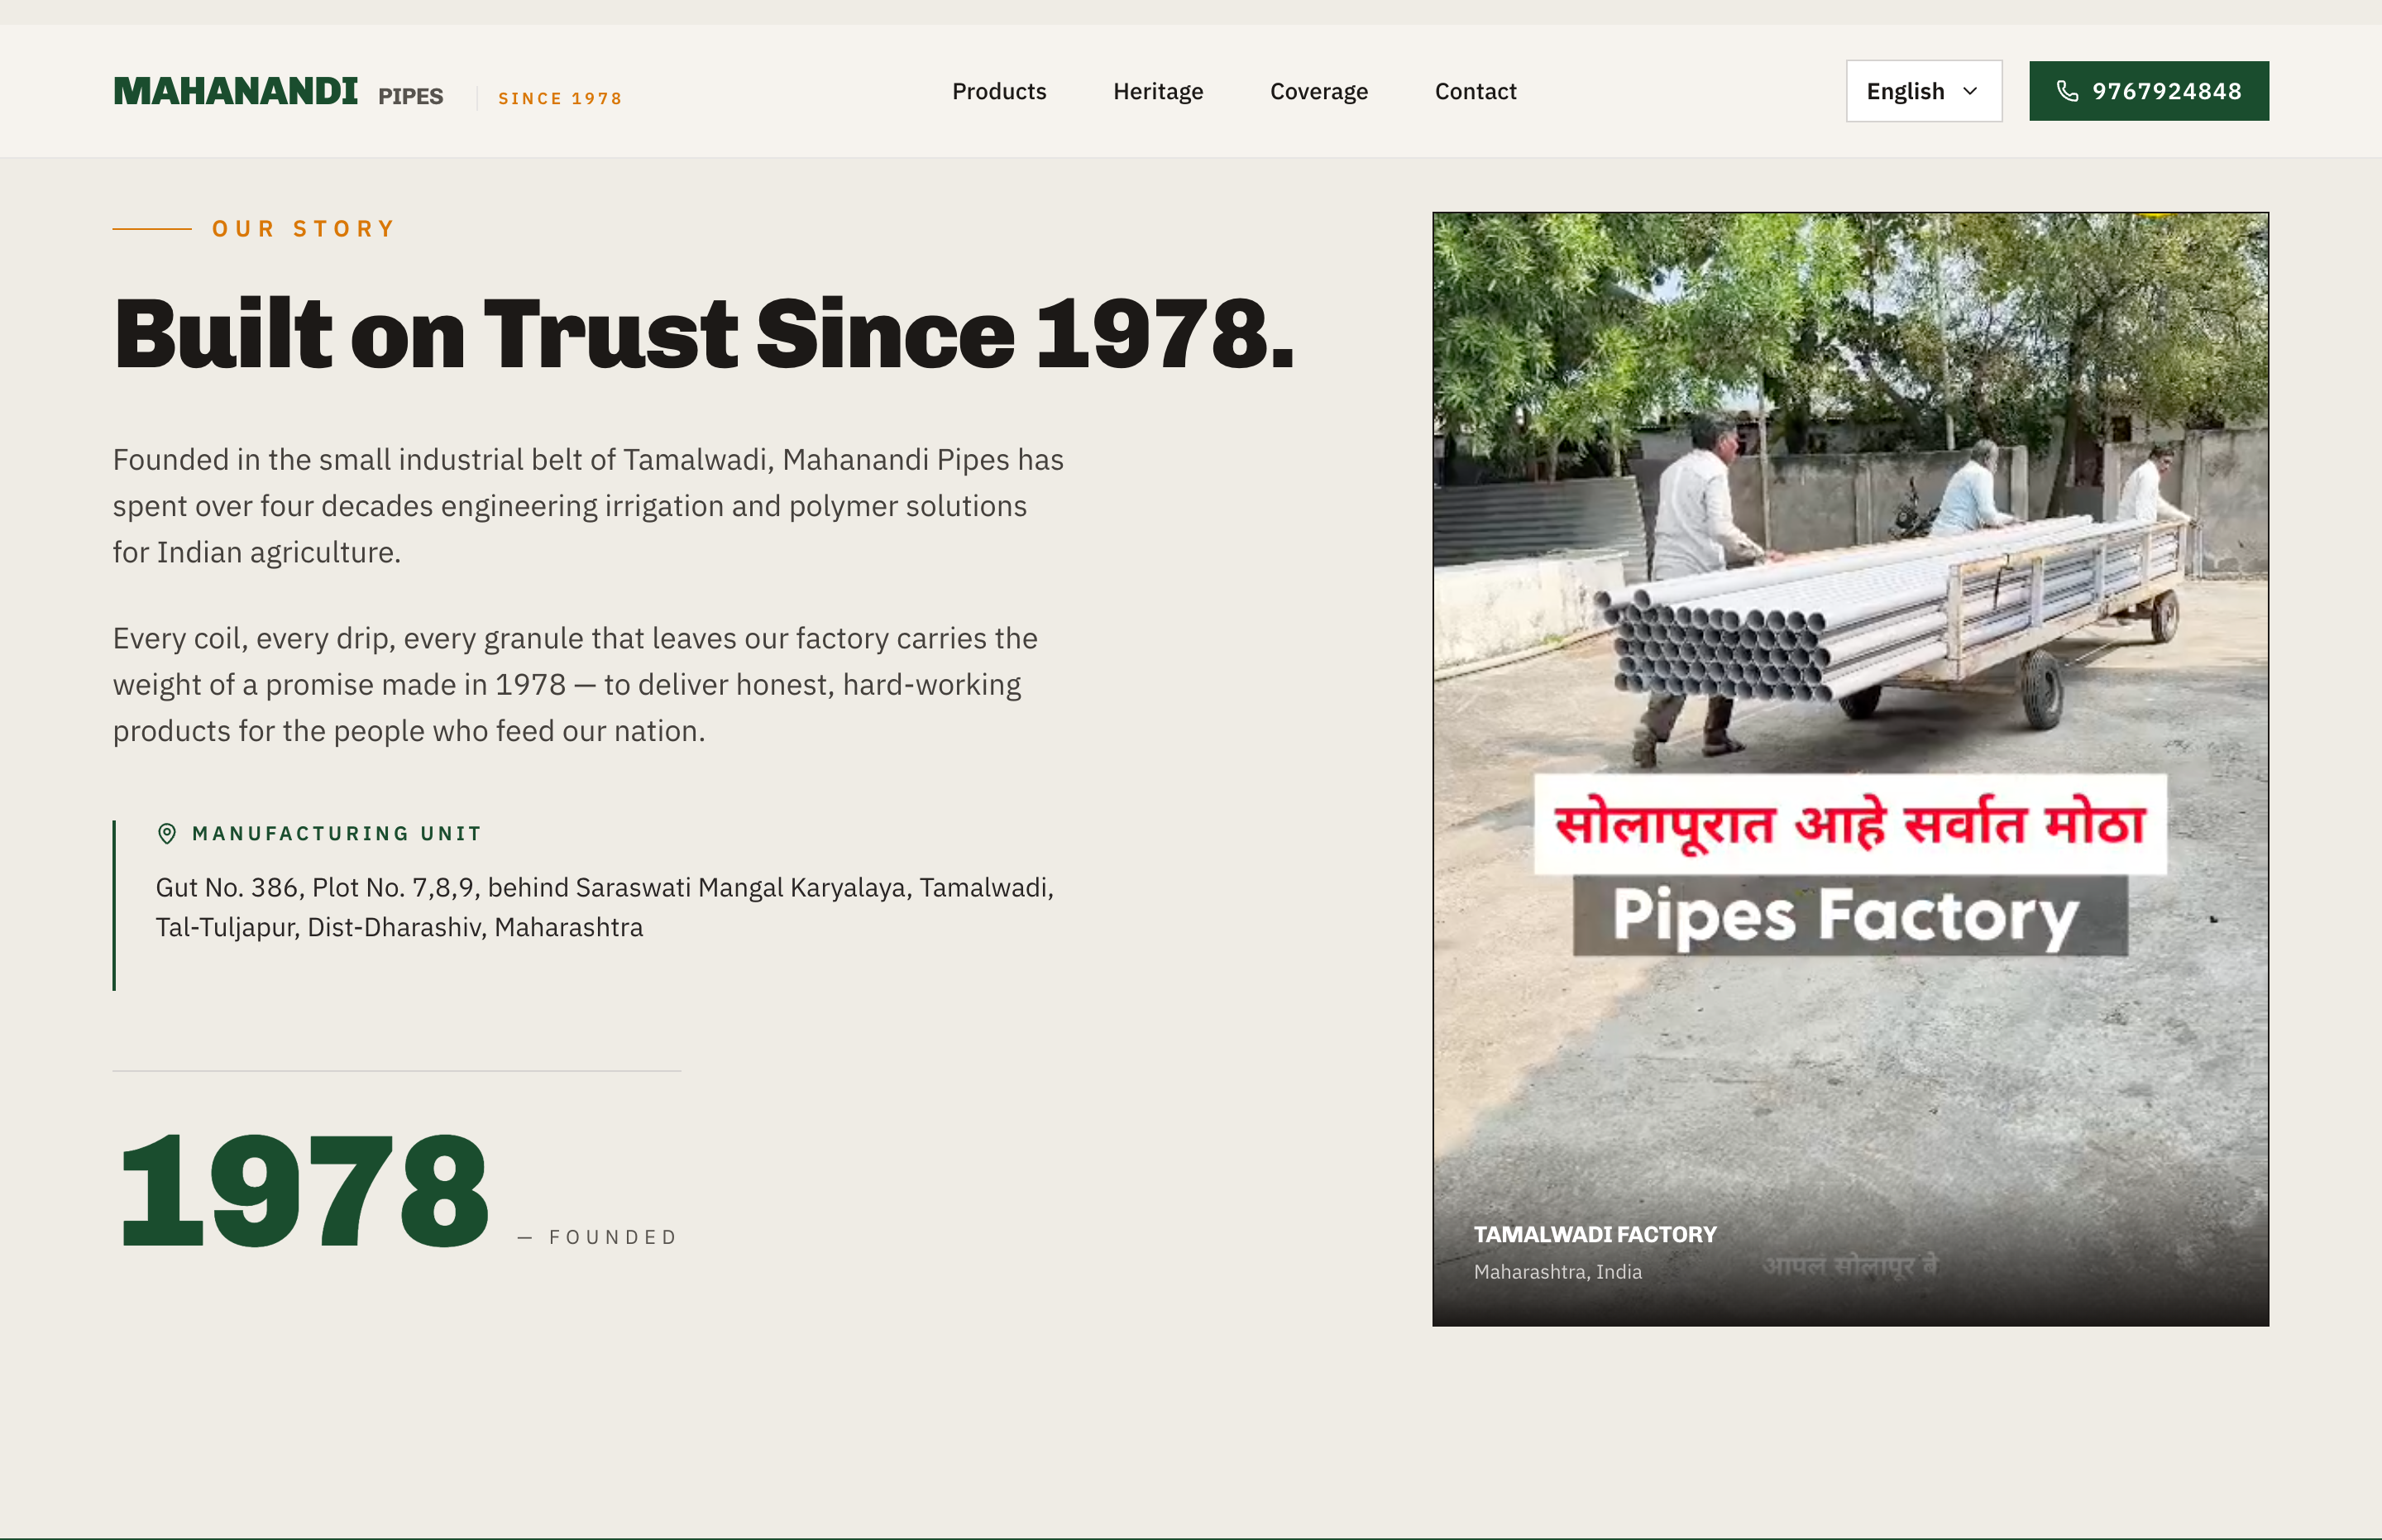 MAHANANDI PIPES SINCE 1978
Products Heritage Coverage Contact
English
9767924848
OUR STORY
Built on Trust Since 1978.
Founded in the small industrial belt of Tamalwadi, Mahanandi Pipes has
spent over four decades engineering irrigation and polymer solutions
for Indian agriculture.
Every coil, every drip, every granule that leaves our factory carries the
weight of a promise made in 1978 — to deliver honest, hard-working
products for the people who feed our nation.
MANUFACTURING UNIT
Gut No. 386, Plot No. 7,8,9, behind Saraswati Mangal Karyalaya, Tamalwadi,
Tal-Tuljapur, Dist-Dharashiv, Maharashtra
1978 — FOUNDED
सोलापूरात आहे सर्वात मोठा
Pipes Factory
TAMALWADI FACTORY
Maharashtra, India
आपलं सोलापूर